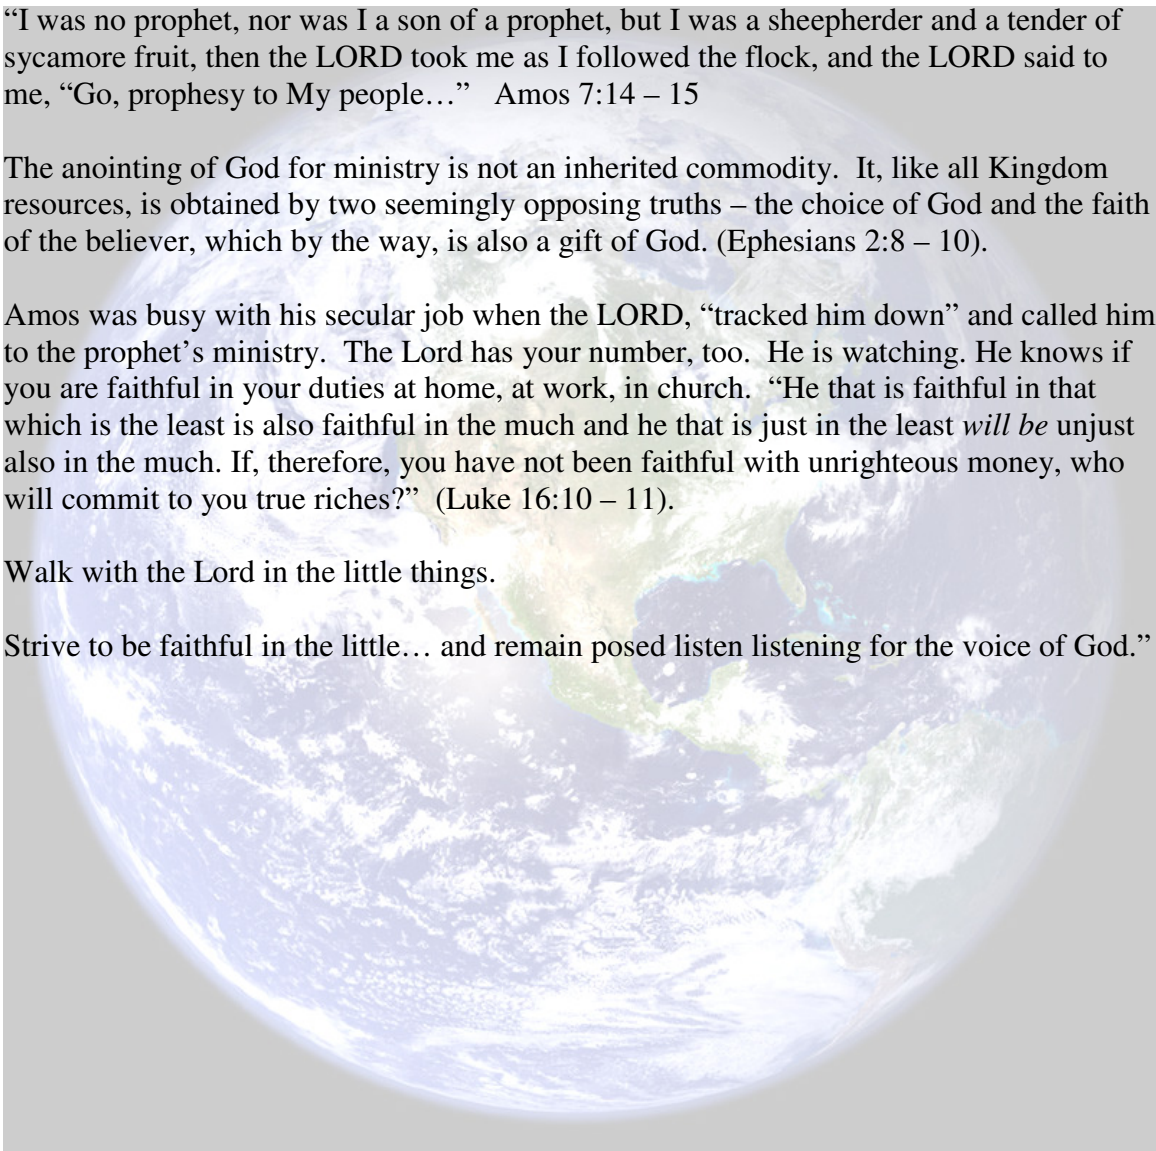 “I was no prophet, nor was I a son of a prophet, but I was a sheepherder and a tender of
sycamore fruit, then the LORD took me as I followed the flock, and the LORD said to
me, “Go, prophesy to My people…”   Amos 7:14 – 15
The anointing of God for ministry is not an inherited commodity.  It, like all Kingdom
resources, is obtained by two seemingly opposing truths – the choice of God and the faith
of the believer, which by the way, is also a gift of God. (Ephesians 2:8 – 10).
Amos was busy with his secular job when the LORD, “tracked him down” and called him
to the prophet’s ministry.  The Lord has your number, too.  He is watching. He knows if
you are faithful in your duties at home, at work, in church.  “He that is faithful in that
which is the least is also faithful in the much and he that is just in the least will be unjust
also in the much. If, therefore, you have not been faithful with unrighteous money, who
will commit to you true riches?”  (Luke 16:10 – 11).
Walk with the Lord in the little things.
Strive to be faithful in the little… and remain posed listen listening for the voice of God.”